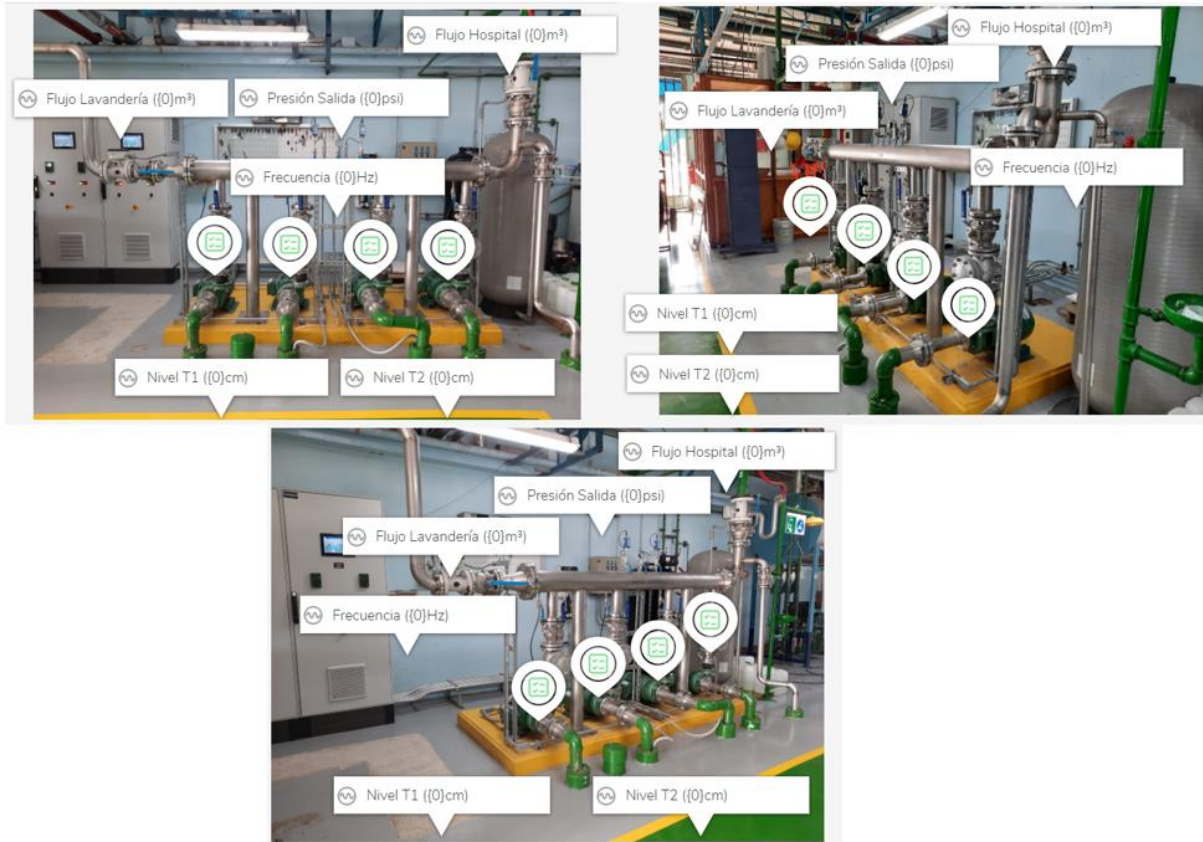 Flujo Hospital ({0}m³)
Flujo Lavandería ({0}m³)
Presión Salida ({0}psi)
Frecuencia ({0}Hz)
Nivel T1 ({0}cm)
Nivel T2 ({0}cm)
Flujo Hospital ({0}m³)
Presión Salida ({0}psi)
Flujo Lavandería ({0}m³)
Frecuencia ({0}Hz)
Nivel T1 ({0}cm)
Nivel T2 ({0}cm)
Flujo Hospital ({0}m³)
Presión Salida ({0}psi)
Flujo Lavandería ({0}m³)
Frecuencia ({0}Hz)
Nivel T1 ({0}cm)
Nivel T2 ({0}cm)